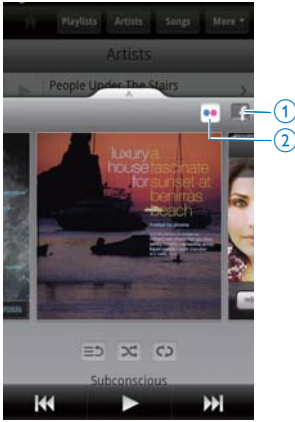 Playlists Artists Songs More
Artists
People Under The Stairs
f 1
2
luxury a
house fascinate
for sunset at
benirras
beach
Subconscious